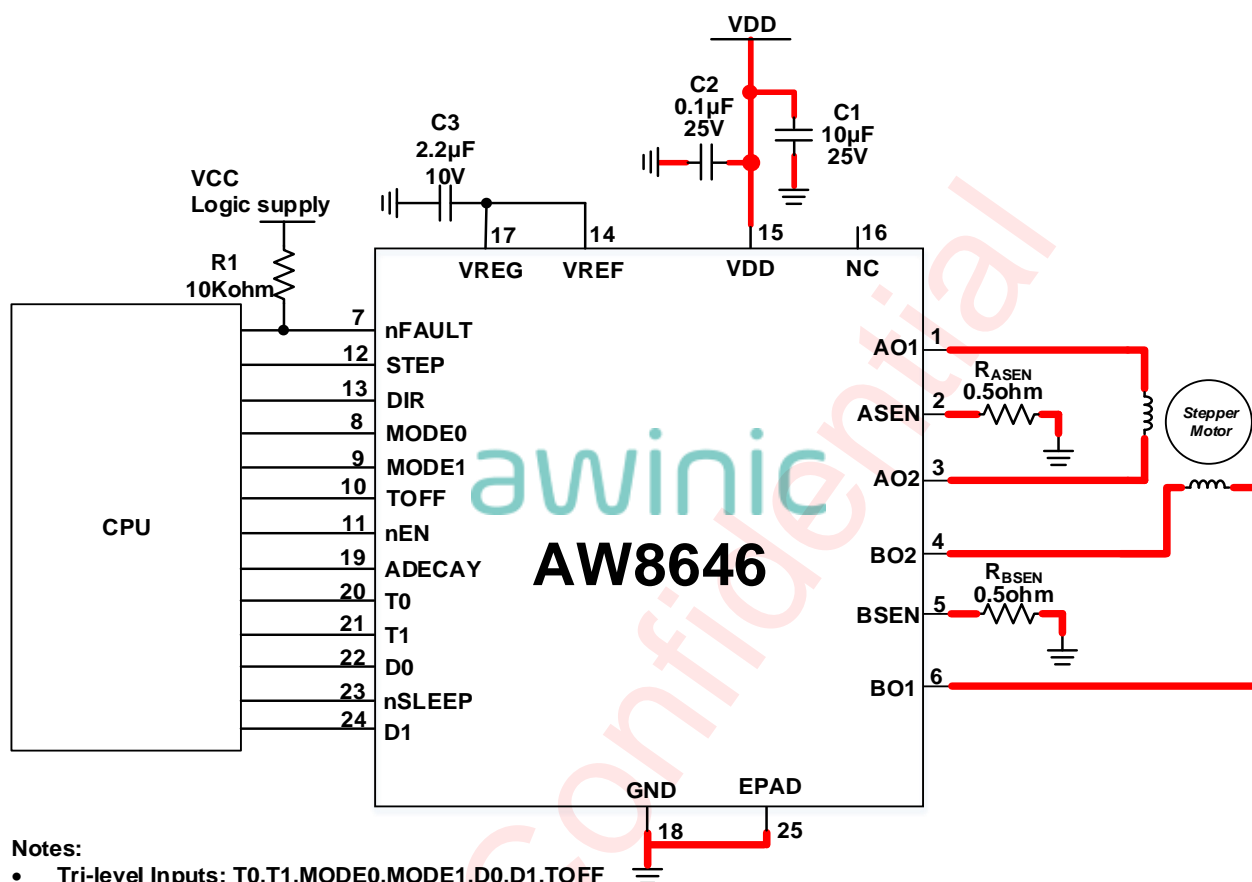 VDD
C2
0.1µF
25V
C1
10µF
25V
C3
2.2µF
10V
VCC
Logic supply
R1
10Kohm
17
14
15
16
VREG
VREF
VDD
NC
CPU
7
nFAULT
12
STEP
13
DIR
8
MODE0
9
MODE1
10
TOFF
11
nEN
19
ADECAY
20
T0
21
T1
22
D0
23
nSLEEP
24
D1
awinic
AW8646
AO1
1
ASEN
2
RASEN
0.5ohm
AO2
3
BO2
4
BSEN
5
RBSEN
0.5ohm
BO1
6
Stepper
Motor
GND
EPAD
18
25
Confidential
Notes:
• Tri-level Inputs: T0,T1,MODE0,MODE1,D0,D1,TOFF